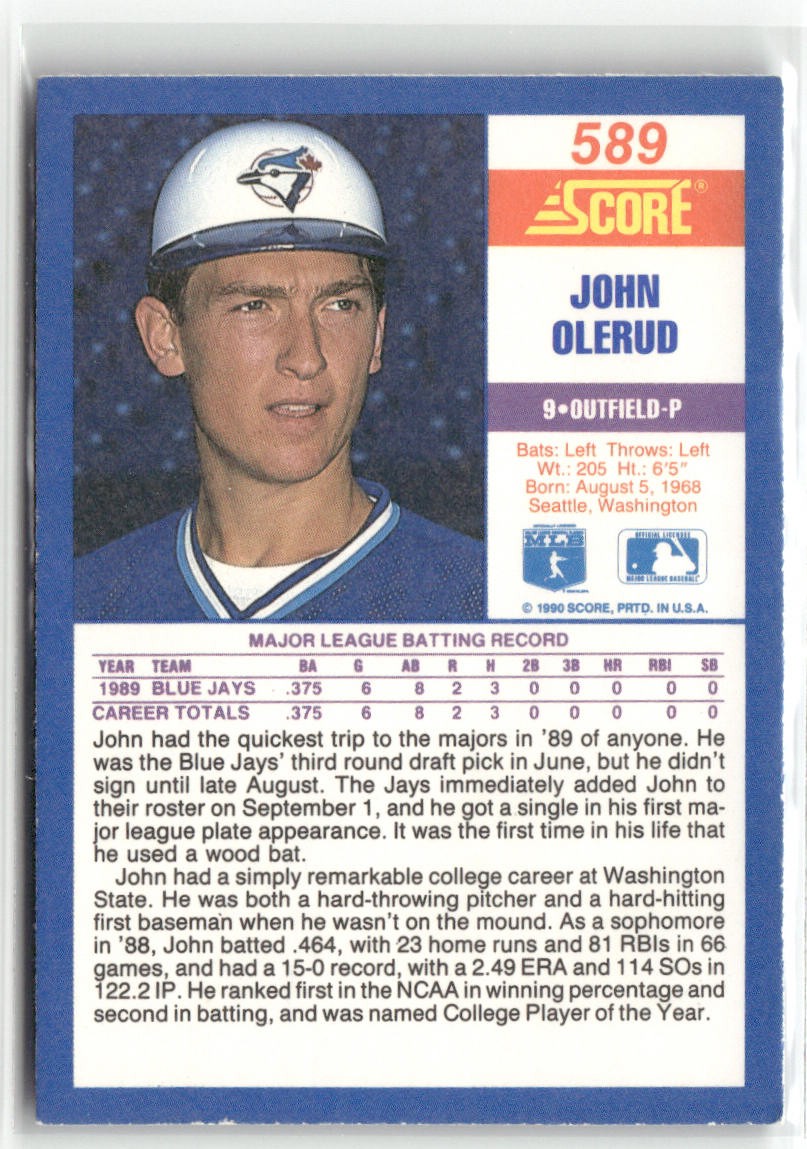 589
SCORE®
JOHN
OLERUD
9•OUTFIELD-P
Bats: Left Throws: Left
Wt.: 205 Ht.: 6'5"
Born: August 5, 1968
Seattle, Washington
MLB
OFFICIAL LICENSEE
MAJOR LEAGUE BASEBALL
© 1990 SCORE, PRTD. IN U.S.A.
MAJOR LEAGUE BATTING RECORD
YEAR TEAM BA G AB R H 2B 3B HR RBI SB
1989 BLUE JAYS .375 6 8 2 3 0 0 0 0 0
CAREER TOTALS .375 6 8 2 3 0 0 0 0 0
John had the quickest trip to the majors in '89 of anyone. He
was the Blue Jays' third round draft pick in June, but he didn't
sign until late August. The Jays immediately added John to
their roster on September 1, and he got a single in his first ma-
jor league plate appearance. It was the first time in his life that
he used a wood bat.
John had a simply remarkable college career at Washington
State. He was both a hard-throwing pitcher and a hard-hitting
first baseman when he wasn't on the mound. As a sophomore
in '88, John batted .464, with 23 home runs and 81 RBIs in 66
games, and had a 15-0 record, with a 2.49 ERA and 114 SOs in
122.2 IP. He ranked first in the NCAA in winning percentage and
second in batting, and was named College Player of the Year.